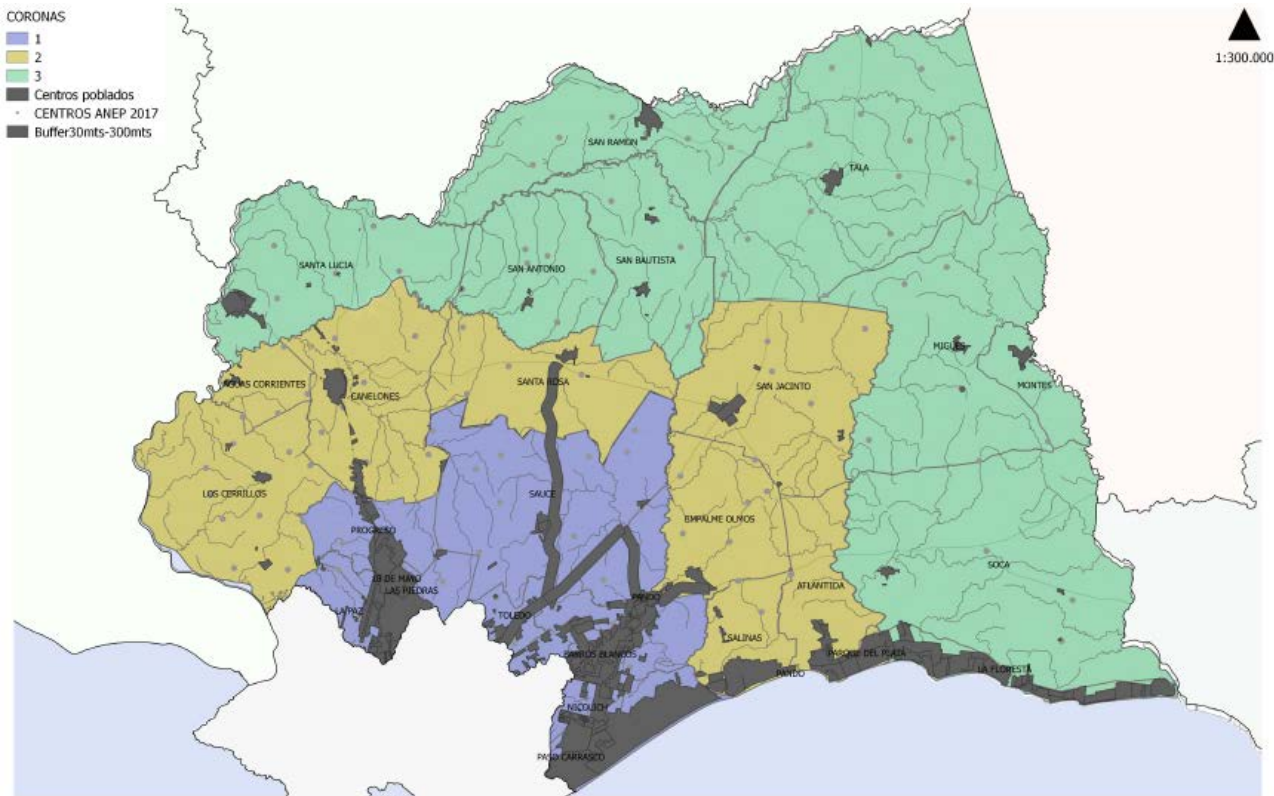 CORONAS
1
2
3
Centros poblados
CENTROS ANEP 2017
Buffer30mts-300mts
1:300.000
SAN RAMON
TALA
SANTA LUCIA
SAN ANTONIO
SAN BAUTISTA
MIGUES
MONTES
AGUAS CORRIENTES
CANELONES
SANTA ROSA
SAN JACINTO
LOS CERRILLOS
SAUCE
EMPALME OLMOS
PROGRESO
SOCA
18 DE MAYO
LAS PIEDRAS
ATLANTIDA
LA PAZ
TOLEDO
PANDO
SALINAS
BARROS BLANCOS
PARQUE DEL PLATA
LA FLORESTA
PANDO
NICOLICH
PASO CARRASCO